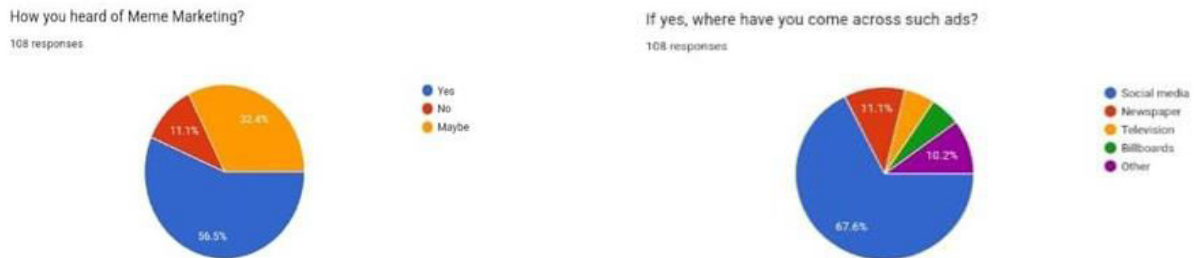 How you heard of Meme Marketing?
108 responses
Yes
No
Maybe
32.4%
11.1%
56.5%
If yes, where have you come across such ads?
108 responses
Social media
Newspaper
Television
Billboards
Other
11.1%
10.2%
67.6%